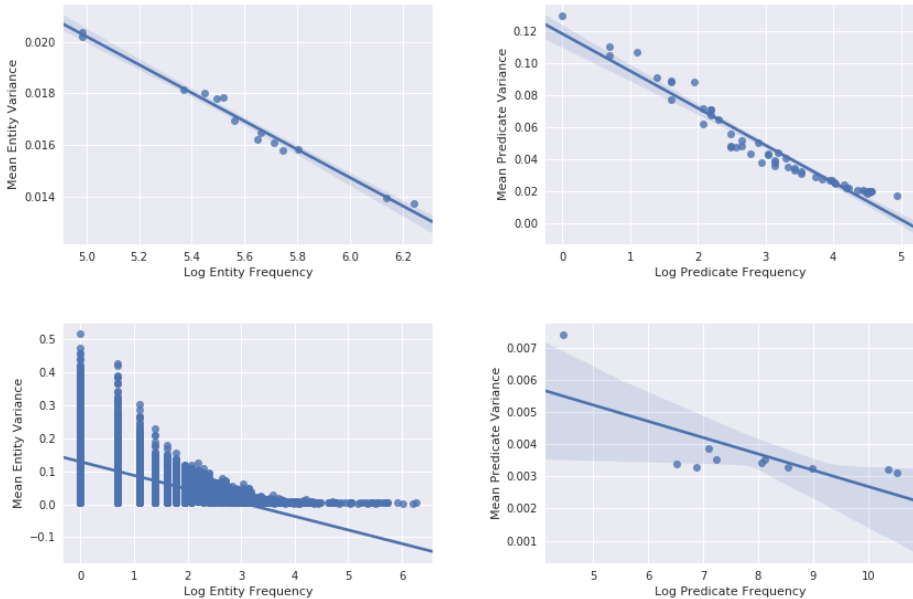 0.020
0.018
0.016
0.014
Mean Entity Variance
5.0 5.2 5.4 5.6 5.8 6.0 6.2
Log Entity Frequency
0.12
0.10
0.08
0.06
0.04
0.02
0.00
Mean Predicate Variance
0 1 2 3 4 5
Log Predicate Frequency
0.5
0.4
0.3
0.2
0.1
0.0
−0.1
Mean Entity Variance
0 1 2 3 4 5 6
Log Entity Frequency
0.007
0.006
0.005
0.004
0.003
0.002
0.001
Mean Predicate Variance
5 6 7 8 9 10
Log Predicate Frequency